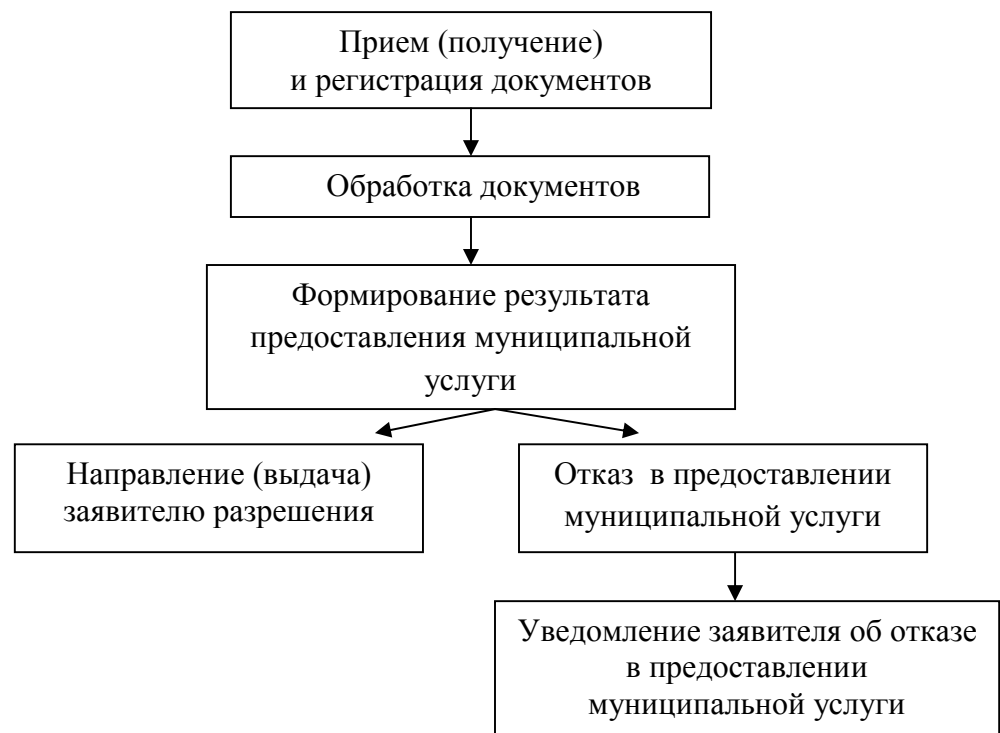 Прием (получение)
и регистрация документов
Обработка документов
Формирование результата
предоставления муниципальной
услуги
Направление (выдача)
заявителю разрешения
Отказ  в предоставлении
муниципальной услуги
Уведомление заявителя об отказе
в предоставлении
муниципальной услуги